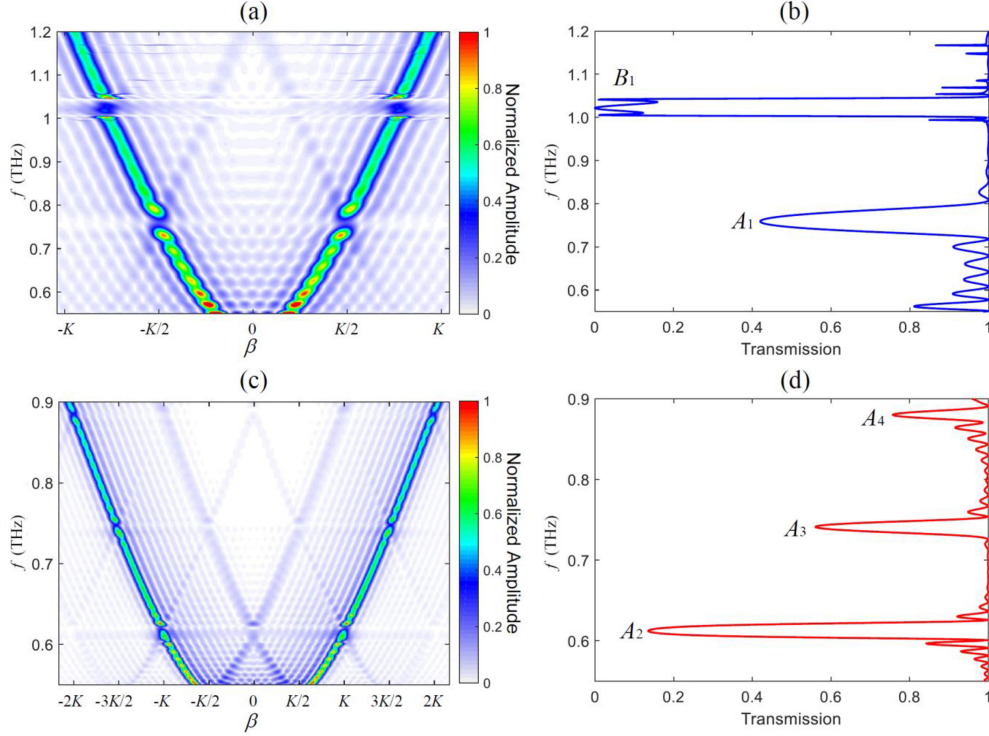 (a)
1.2
1.1
1
0.9
0.8
0.7
0.6
f (THz)
-K
-K/2
0
K/2
K
β
1
0.8
0.6
0.4
0.2
0
Normalized Amplitude
(b)
1.2
1.1
1.0
0.9
0.8
0.7
0.6
f (THz)
B1
A1
0
0.2
0.4
0.6
0.8
1
Transmission
(c)
0.9
0.8
0.7
0.6
f (THz)
-2K
-3K/2
-K
-K/2
0
K/2
K
3K/2
2K
β
1
0.8
0.6
0.4
0.2
0
Normalized Amplitude
(d)
0.9
0.8
0.7
0.6
f (THz)
A4
A3
A2
0
0.2
0.4
0.6
0.8
1
Transmission